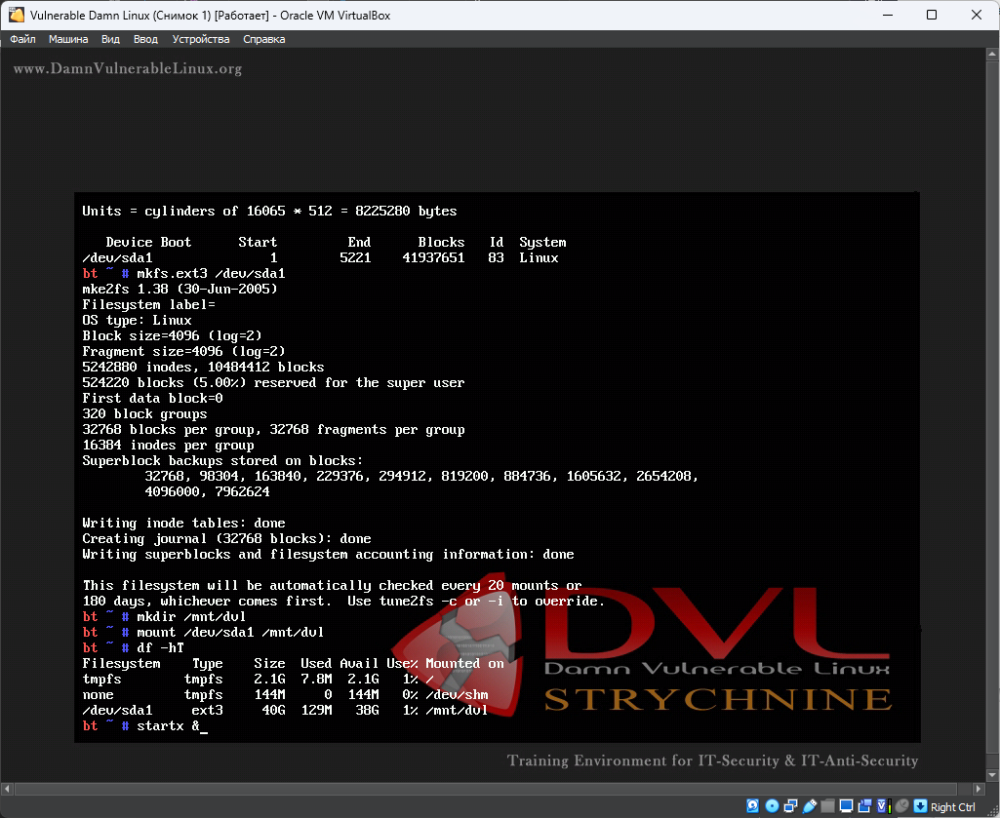 Vulnerable Damn Linux (Снимок 1) [Работает] - Oracle VM VirtualBox
Файл Машина Вид Ввод Устройства Справка
www.DamnVulnerableLinux.org
Units = cylinders of 16065 * 512 = 8225280 bytes
Device Boot Start End Blocks Id System
/dev/sda1 1 5221 41937651 83 Linux
bt ~ # mkfs.ext3 /dev/sda1
mke2fs 1.38 (30-Jun-2005)
Filesystem label=
OS type: Linux
Block size=4096 (log=2)
Fragment size=4096 (log=2)
5242880 inodes, 10484412 blocks
524220 blocks (5.00%) reserved for the super user
First data block=0
320 block groups
32768 blocks per group, 32768 fragments per group
16384 inodes per group
Superblock backups stored on blocks:
32768, 98304, 163840, 229376, 294912, 819200, 884736, 1605632, 2654208,
4096000, 7962624
Writing inode tables: done
Creating journal (32768 blocks): done
Writing superblocks and filesystem accounting information: done
This filesystem will be automatically checked every 20 mounts or
180 days, whichever comes first.  Use tune2fs -c or -i to override.
bt ~ # mkdir /mnt/dvl
bt ~ # mount /dev/sda1 /mnt/dvl
bt ~ # df -hT
Filesystem Type Size Used Avail Use% Mounted on
tmpfs tmpfs 2.1G 7.8M 2.1G 1% /
none tmpfs 144M 0 144M 0% /dev/shm
/dev/sda1 ext3 40G 129M 38G 1% /mnt/dvl
bt ~ # startx &_
DVL
Damn Vulnerable Linux
STRYCHNINE
Training Environment for IT-Security & IT-Anti-Security
Right Ctrl